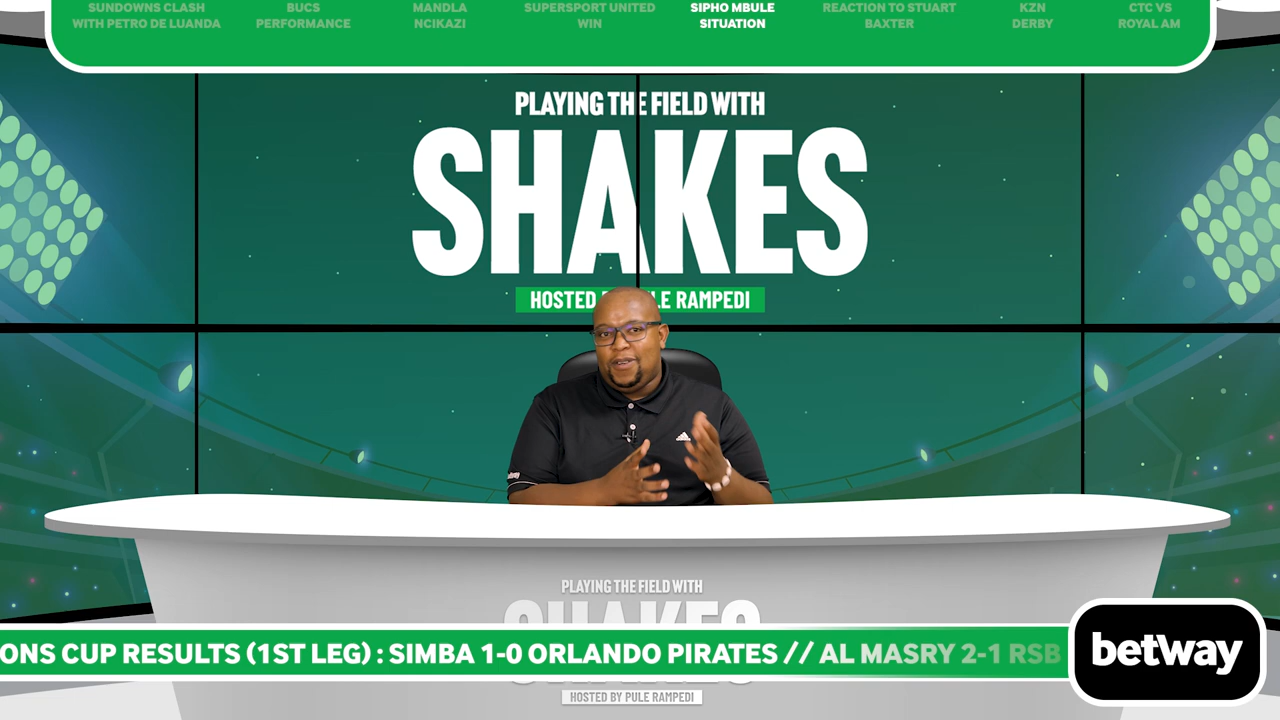 SUNDOWNS CLASH
WITH PETRO DE LUANDA
BUCS
PERFORMANCE
MANDLA
NCIKAZI
SUPERSPORT UNITED
WIN
SIPHO MBULE
SITUATION
REACTION TO STUART
BAXTER
KZN
DERBY
CTC VS
ROYAL AM
PLAYING THE FIELD WITH
SHAKES
HOSTED PULE RAMPEDI
PLAYING THE FIELD WITH
SHAKES
ONS CUP RESULTS (1ST LEG) : SIMBA 1-0 ORLANDO PIRATES // AL MASRY 2-1 RSB
betway
HOSTED BY PULE RAMPEDI